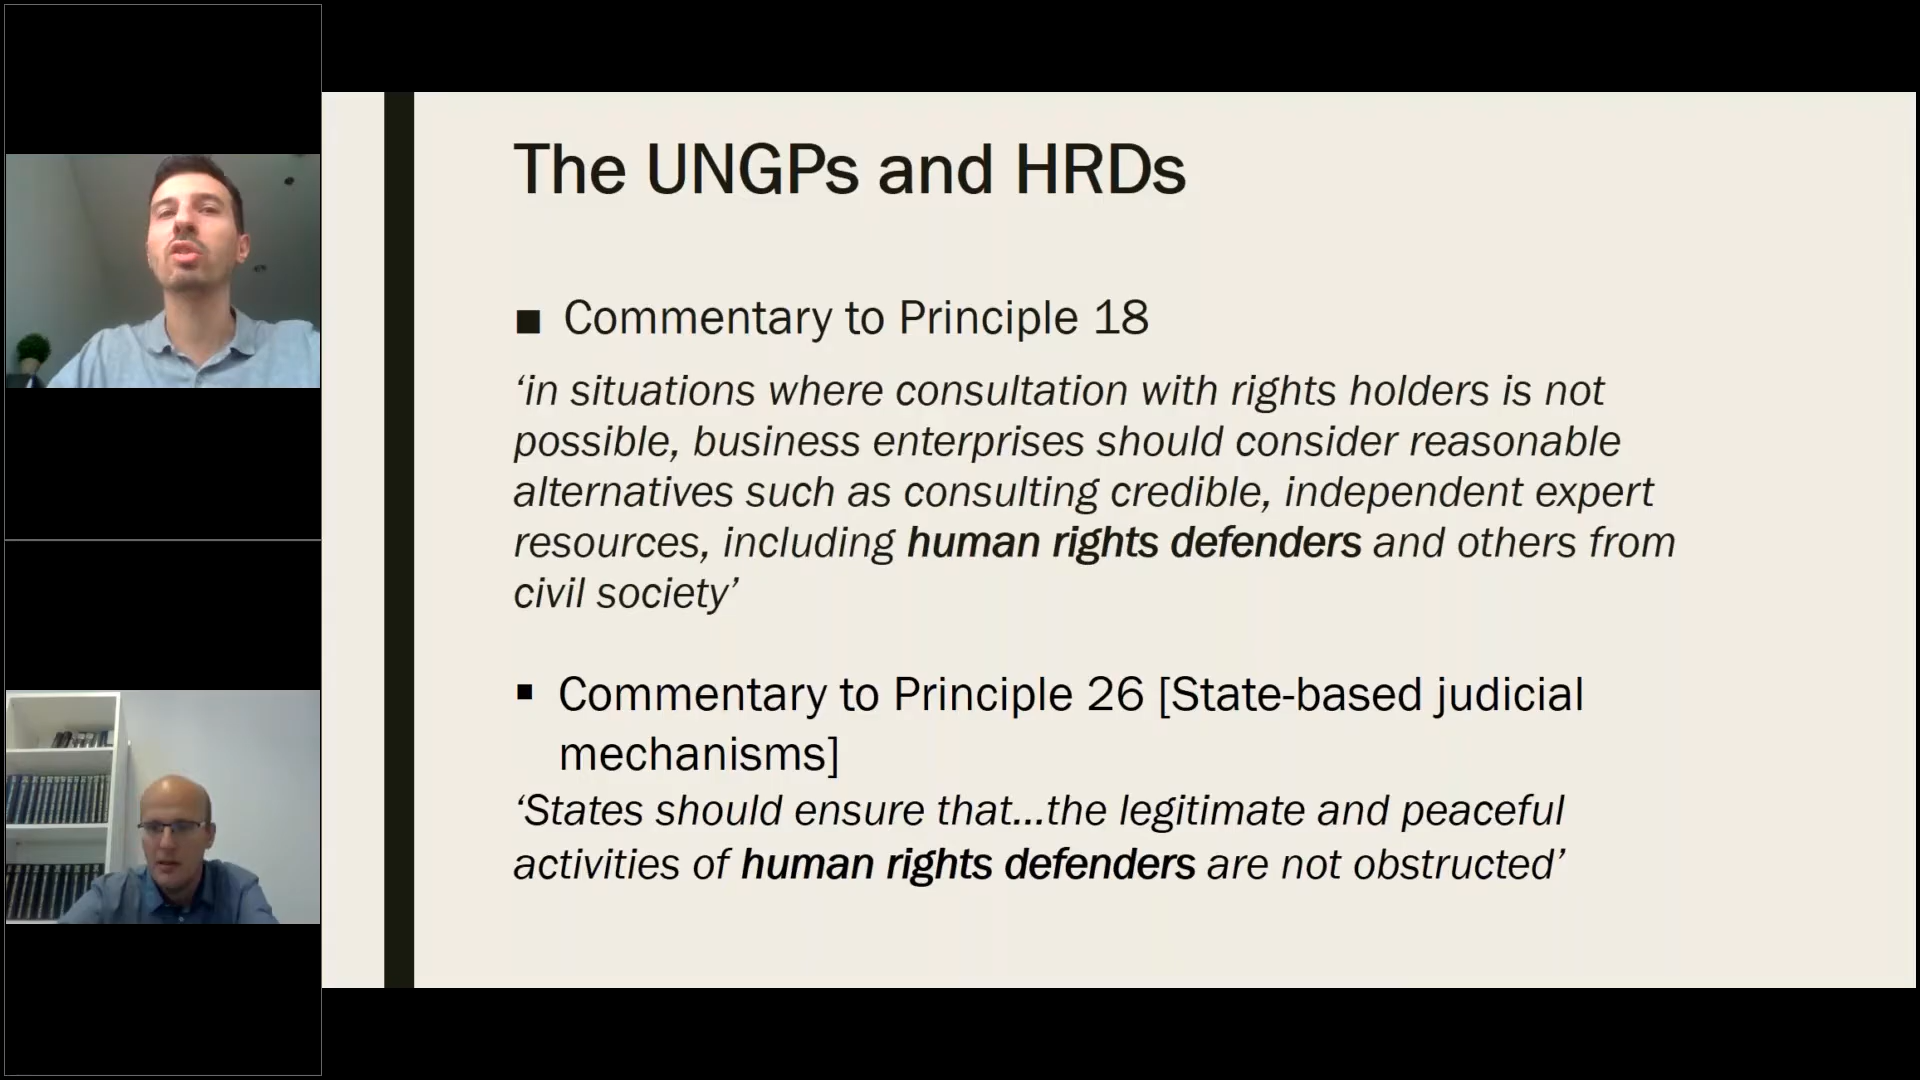 The UNGPs and HRDs
■ Commentary to Principle 18
‘in situations where consultation with rights holders is not
possible, business enterprises should consider reasonable
alternatives such as consulting credible, independent expert
resources, including human rights defenders and others from
civil society’
▪ Commentary to Principle 26 [State-based judicial
mechanisms]
‘States should ensure that...the legitimate and peaceful
activities of human rights defenders are not obstructed’